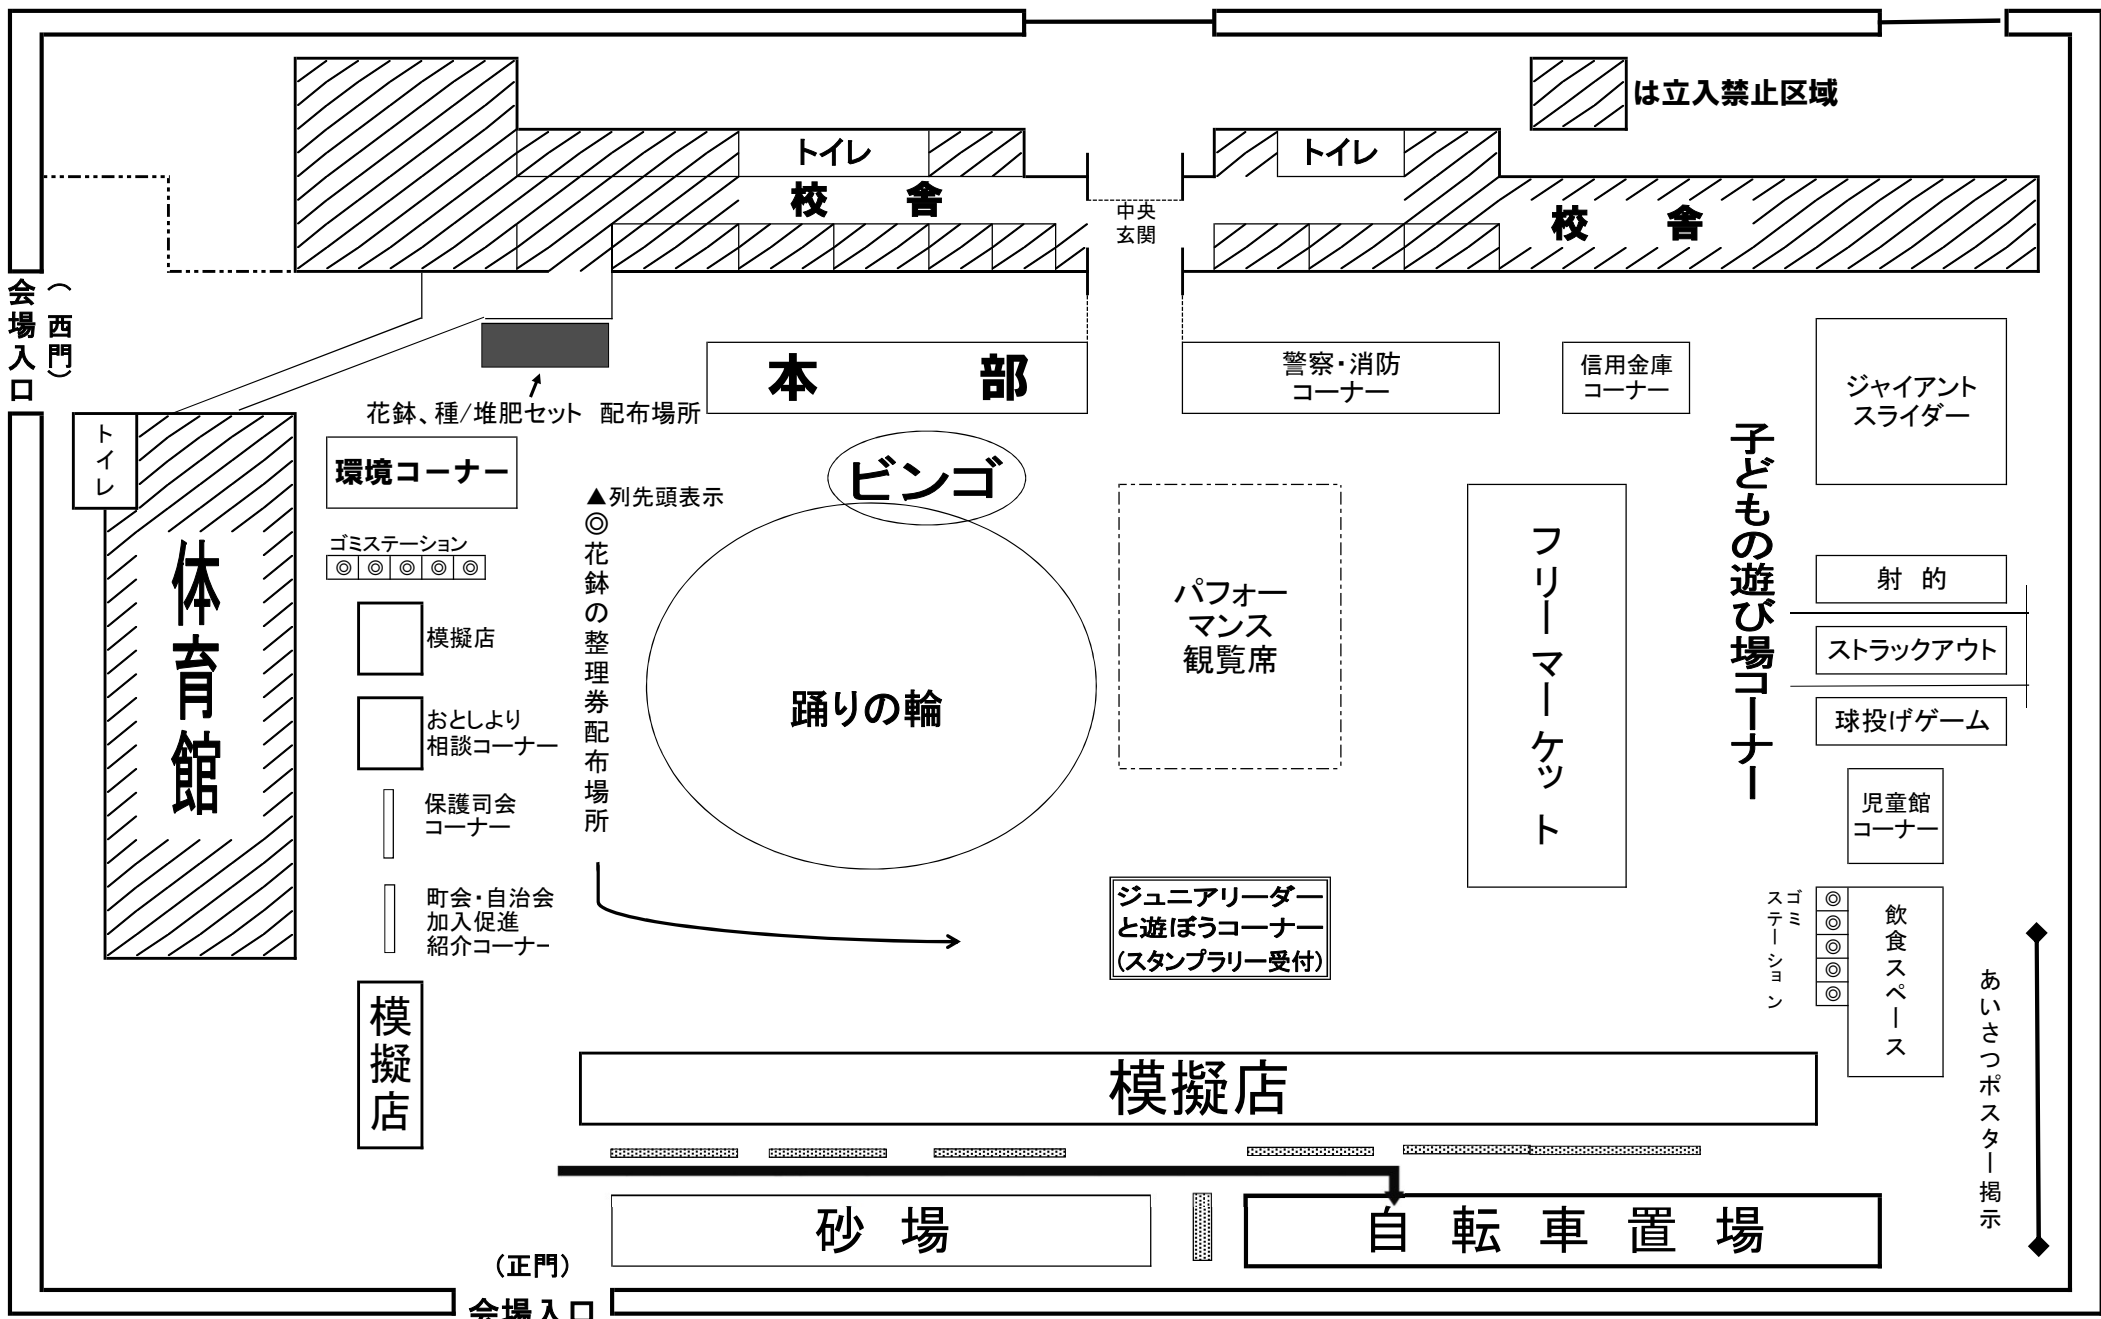 は立入禁止区域
トイレ
トイレ
校　舎
中央
玄関
校　舎
会場入口
（西門）
本　部
警察・消防
コーナー
信用金庫
コーナー
ジャイアント
スライダー
花鉢、種/堆肥セット　配布場所
トイレ
環境コーナー
ビンゴ
▲列先頭表示
◎花鉢の整理券配布場所
ゴミステーション
◎◎◎◎◎
体育館
模擬店
おとしより
相談コーナー
保護司会
コーナー
町会・自治会
加入促進
紹介コーナー
模擬店
踊りの輪
パフォー
マンス
観覧席
フリーマーケット
子どもの遊び場コーナー
射　的
ストラックアウト
球投げゲーム
児童館
コーナー
ジュニアリーダー
と遊ぼうコーナー
（スタンプラリー受付）
ゴミ
ステーション
◎
◎
◎
◎
◎
飲食スペース
あいさつポスター掲示
模擬店
砂　場
自転車置場
（正門）
会場入口